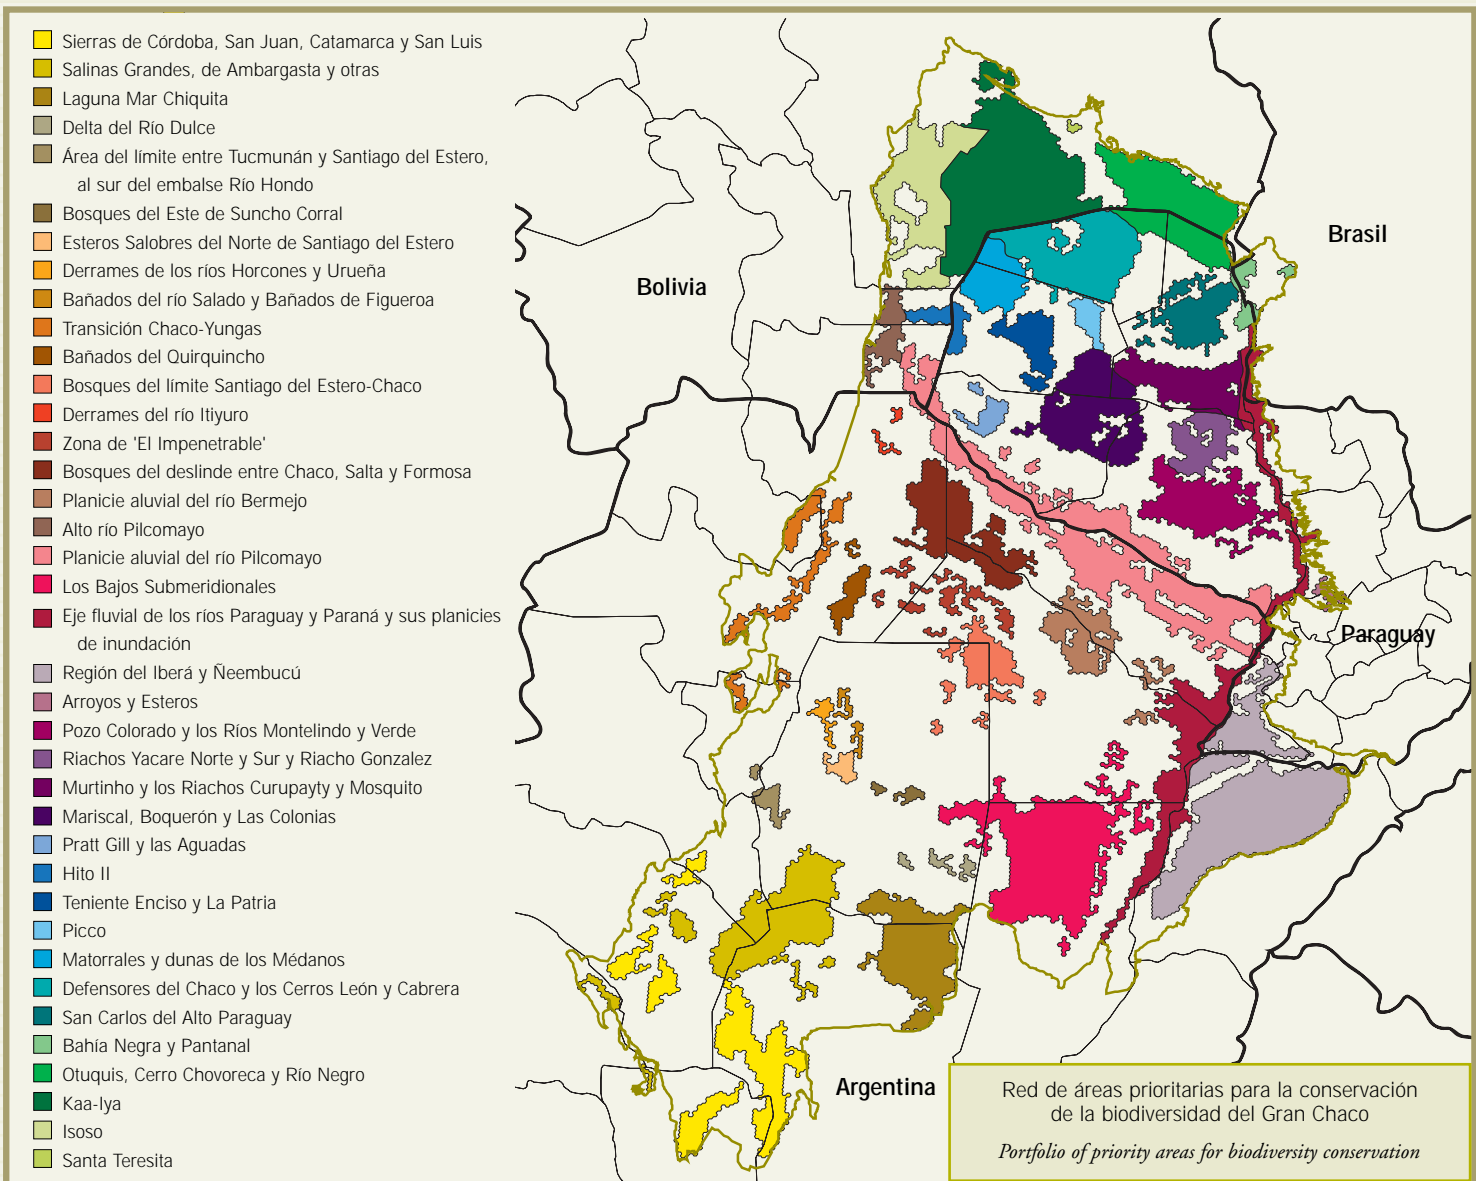 Sierras de Córdoba, San Juan, Catamarca y San Luis
Salinas Grandes, de Ambargasta y otras
Laguna Mar Chiquita
Delta del Río Dulce
Área del límite entre Tucmunán y Santiago del Estero,
al sur del embalse Río Hondo
Bosques del Este de Suncho Corral
Esteros Salobres del Norte de Santiago del Estero
Derrames de los ríos Horcones y Urueña
Bañados del río Salado y Bañados de Figueroa
Transición Chaco-Yungas
Bañados del Quirquincho
Bosques del límite Santiago del Estero-Chaco
Derrames del río Itiyuro
Zona de 'El Impenetrable'
Bosques del deslinde entre Chaco, Salta y Formosa
Planicie aluvial del río Bermejo
Alto río Pilcomayo
Planicie aluvial del río Pilcomayo
Los Bajos Submeridionales
Eje fluvial de los ríos Paraguay y Paraná y sus planicies
de inundación
Región del Iberá y Ñeembucú
Arroyos y Esteros
Pozo Colorado y los Ríos Montelindo y Verde
Riachos Yacare Norte y Sur y Riacho Gonzalez
Murtinho y los Riachos Curupayty y Mosquito
Mariscal, Boquerón y Las Colonias
Pratt Gill y las Aguadas
Hito II
Teniente Enciso y La Patria
Picco
Matorrales y dunas de los Médanos
Defensores del Chaco y los Cerros León y Cabrera
San Carlos del Alto Paraguay
Bahía Negra y Pantanal
Otuquis, Cerro Chovoreca y Río Negro
Kaa-Iya
Isoso
Santa Teresita
Brasil
Bolivia
Paraguay
Argentina
Red de áreas prioritarias para la conservación
de la biodiversidad del Gran Chaco
Portfolio of priority areas for biodiversity conservation